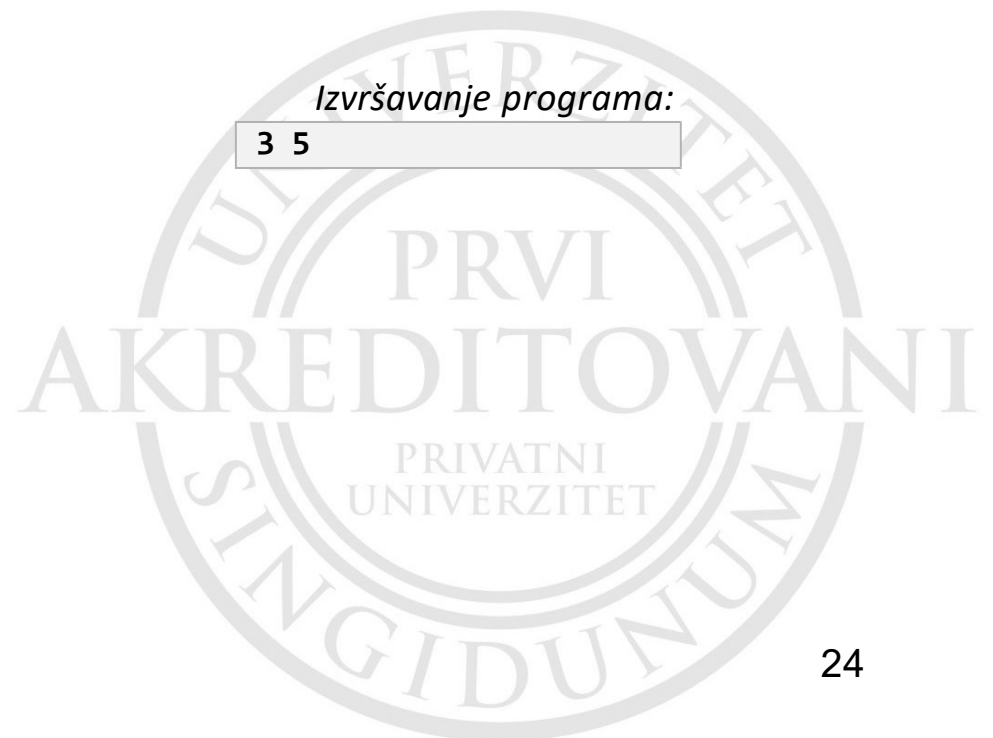 Izvršavanje programa:
3 5
UNIVERZITET
PRVI
AKREDITOVANI
PRIVATNI
UNIVERZITET
SINGIDUNUM
24